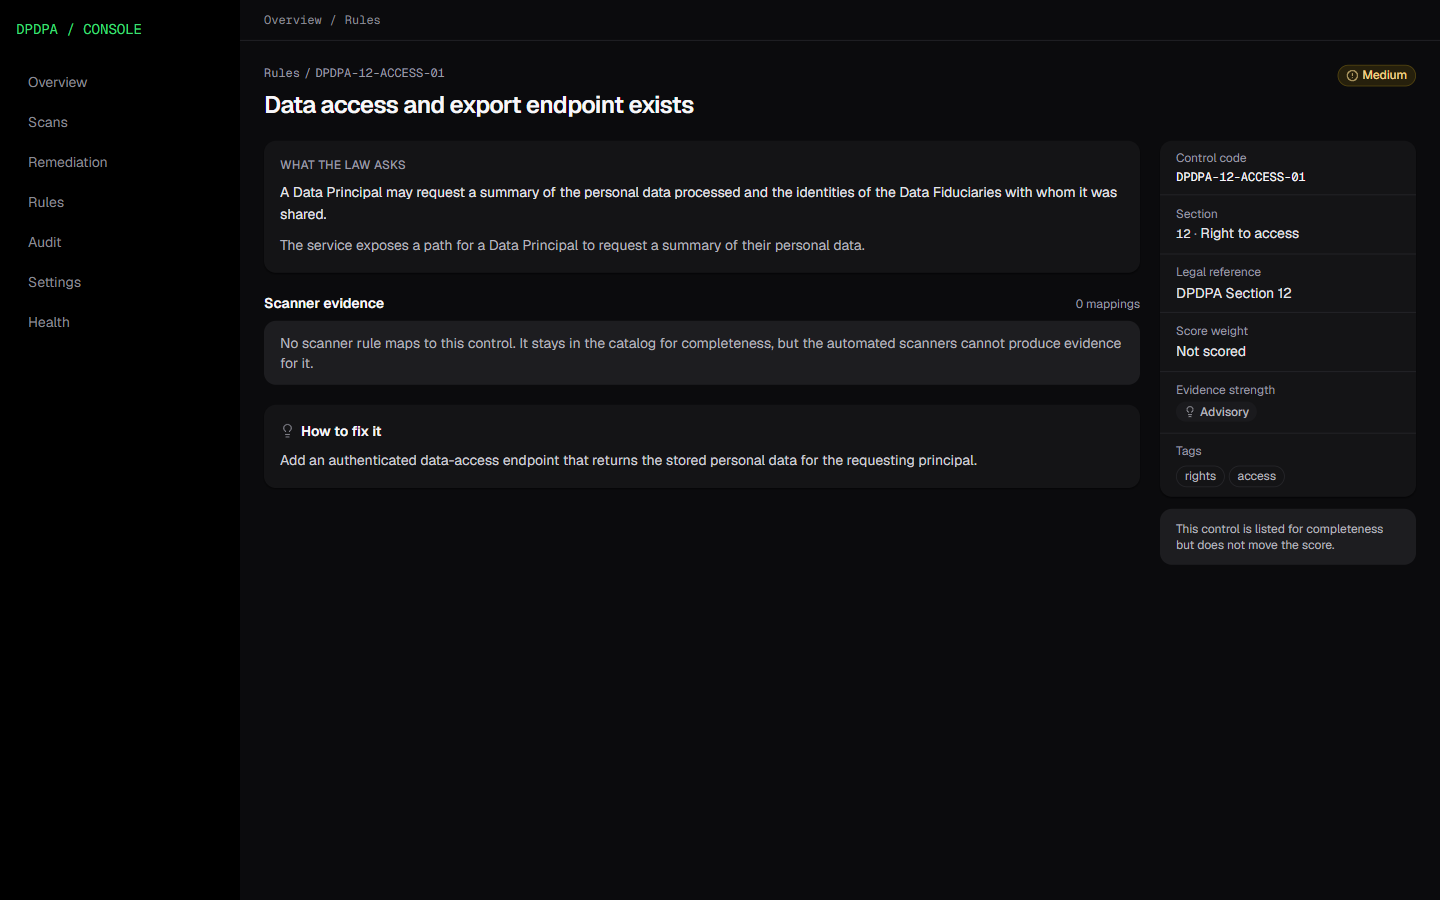 DPDPA / CONSOLE
Overview
Scans
Remediation
Rules
Audit
Settings
Health
Overview / Rules
Rules / DPDPA-12-ACCESS-01
Medium
Data access and export endpoint exists
WHAT THE LAW ASKS
A Data Principal may request a summary of the personal data processed and the identities of the Data Fiduciaries with whom it was
shared.
The service exposes a path for a Data Principal to request a summary of their personal data.
Scanner evidence
0 mappings
No scanner rule maps to this control. It stays in the catalog for completeness, but the automated scanners cannot produce evidence
for it.
How to fix it
Add an authenticated data-access endpoint that returns the stored personal data for the requesting principal.
Control code
DPDPA-12-ACCESS-01
Section
12 · Right to access
Legal reference
DPDPA Section 12
Score weight
Not scored
Evidence strength
Advisory
Tags
rights access
This control is listed for completeness
but does not move the score.